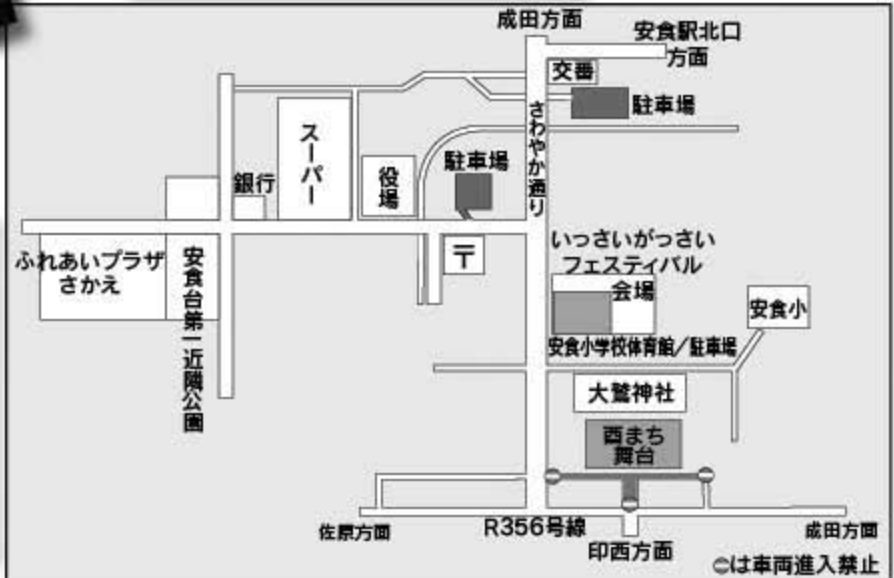 成田方面
安食駅北口
方面
交番
駐車場
さわやか通り
スーパー
役場
駐車場
銀行
〒
いっさいがっさい
フェスティバル
会場
ふれあいプラザ
さかえ
安食台第一近隣公園
安食小
安食小学校体育館／駐車場
大鷲神社
酉まち
舞台
佐原方面
R356号線
印西方面
成田方面
⊖は車両進入禁止